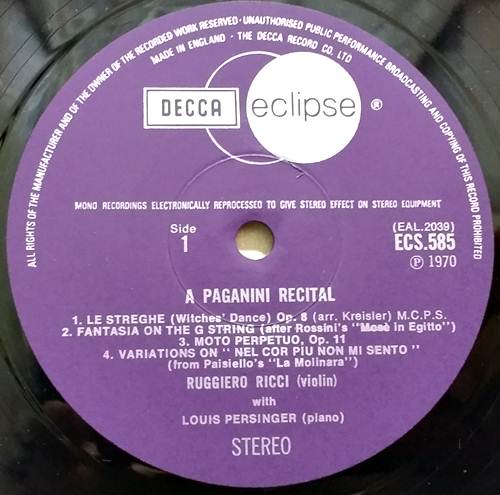 ALL RIGHTS OF THE MANUFACTURER AND OF THE OWNER OF THE RECORDED WORK RESERVED · UNAUTHORISED PUBLIC PERFORMANCE BROADCASTING AND COPYING OF THIS RECORD PROHIBITED
MADE IN ENGLAND · THE DECCA RECORD CO. LTD
DECCA eclipse ®
MONO RECORDINGS ELECTRONICALLY REPROCESSED TO GIVE STEREO EFFECT ON STEREO EQUIPMENT
Side
1
(EAL.2039)
ECS.585
Ⓟ 1970
A PAGANINI RECITAL
1. LE STREGHE (Witches' Dance) Op. 8 (arr. Kreisler) M.C.P.S.
2. FANTASIA ON THE G STRING (after Rossini's "Mosè in Egitto")
3. MOTO PERPETUO, Op. 11
4. VARIATIONS ON " NEL COR PIU NON MI SENTO "
(from Paisiello's "La Molinara")
RUGGIERO RICCI (violin)
with
LOUIS PERSINGER (piano)
STEREO